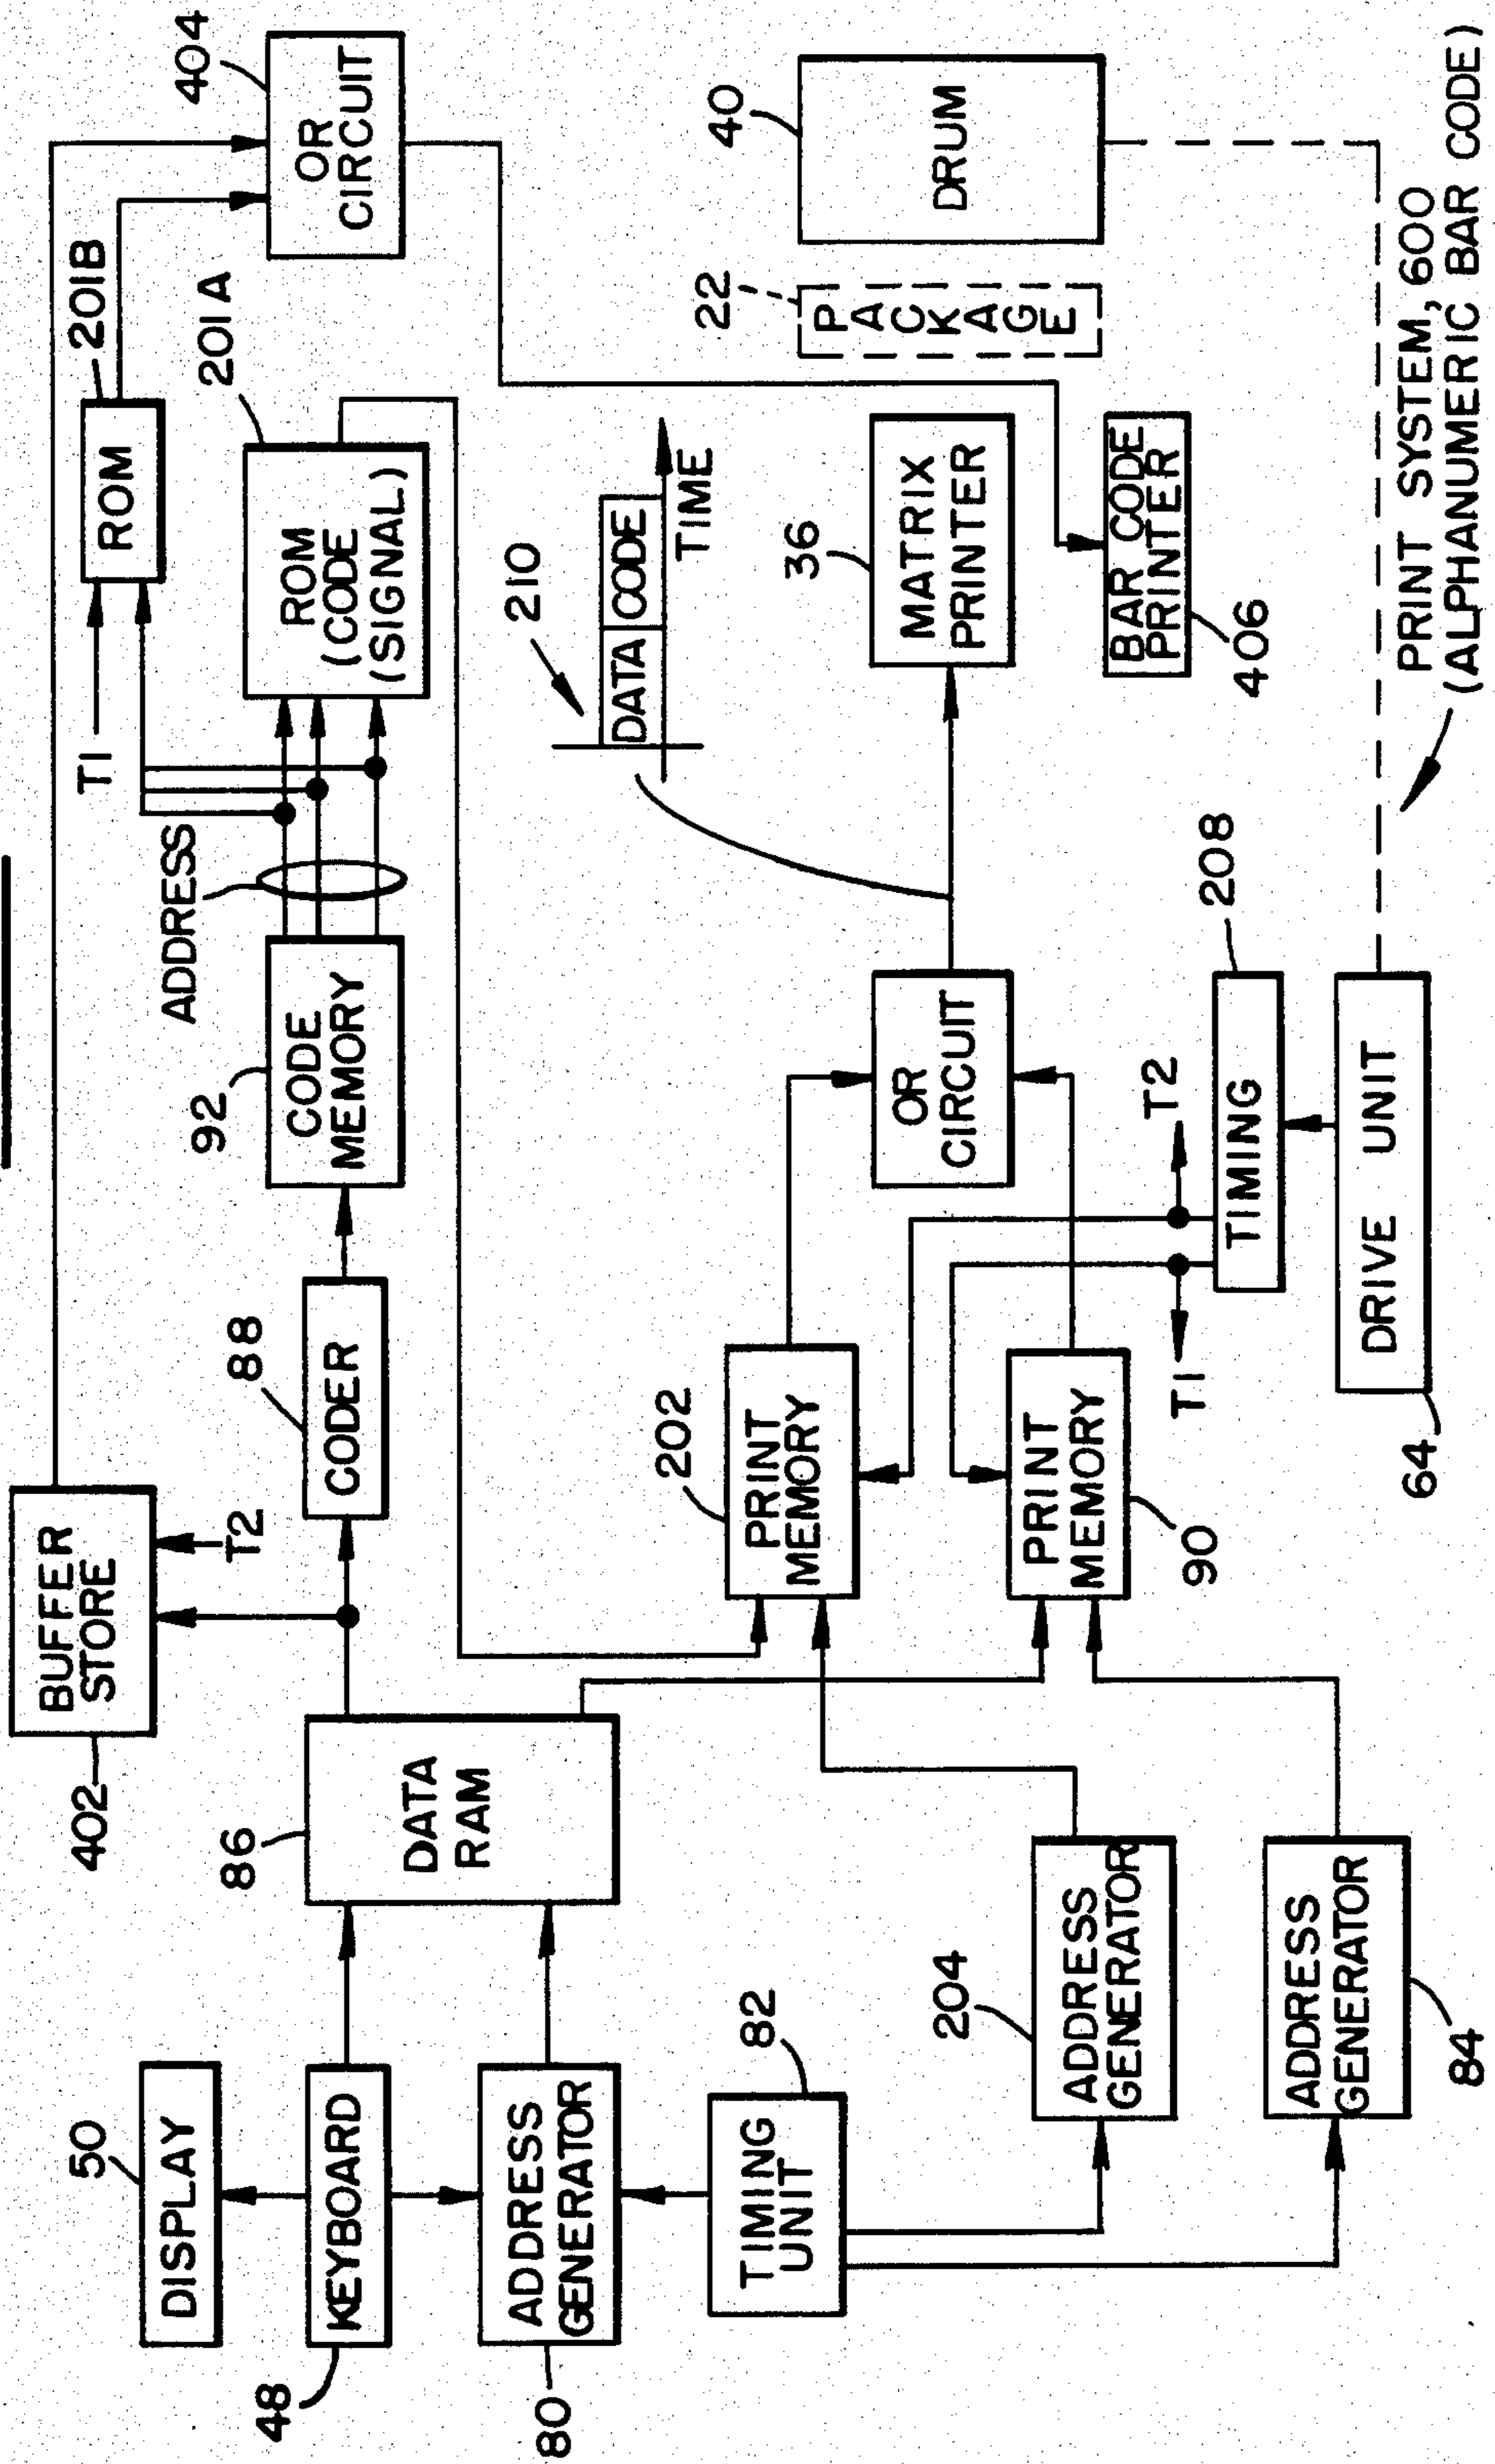 402
BUFFER
STORE
T2
T1
ROM
201B
50
DISPLAY
86
88
CODER
92
CODE
MEMORY
ADDRESS
201A
ROM
(CODE
(SIGNAL)
404
OR
CIRCUIT
48
KEYBOARD
DATA
RAM
80
ADDRESS
GENERATOR
210
DATA
CODE
TIME
82
TIMING
UNIT
202
PRINT
MEMORY
OR
CIRCUIT
36
MATRIX
PRINTER
22
PACKAGE
40
DRUM
204
ADDRESS
GENERATOR
PRINT
MEMORY
90
T1
T2
208
TIMING
BAR CODE
PRINTER
406
ADDRESS
GENERATOR
84
64
DRIVE UNIT
PRINT SYSTEM, 600
(ALPHANUMERIC BAR CODE)